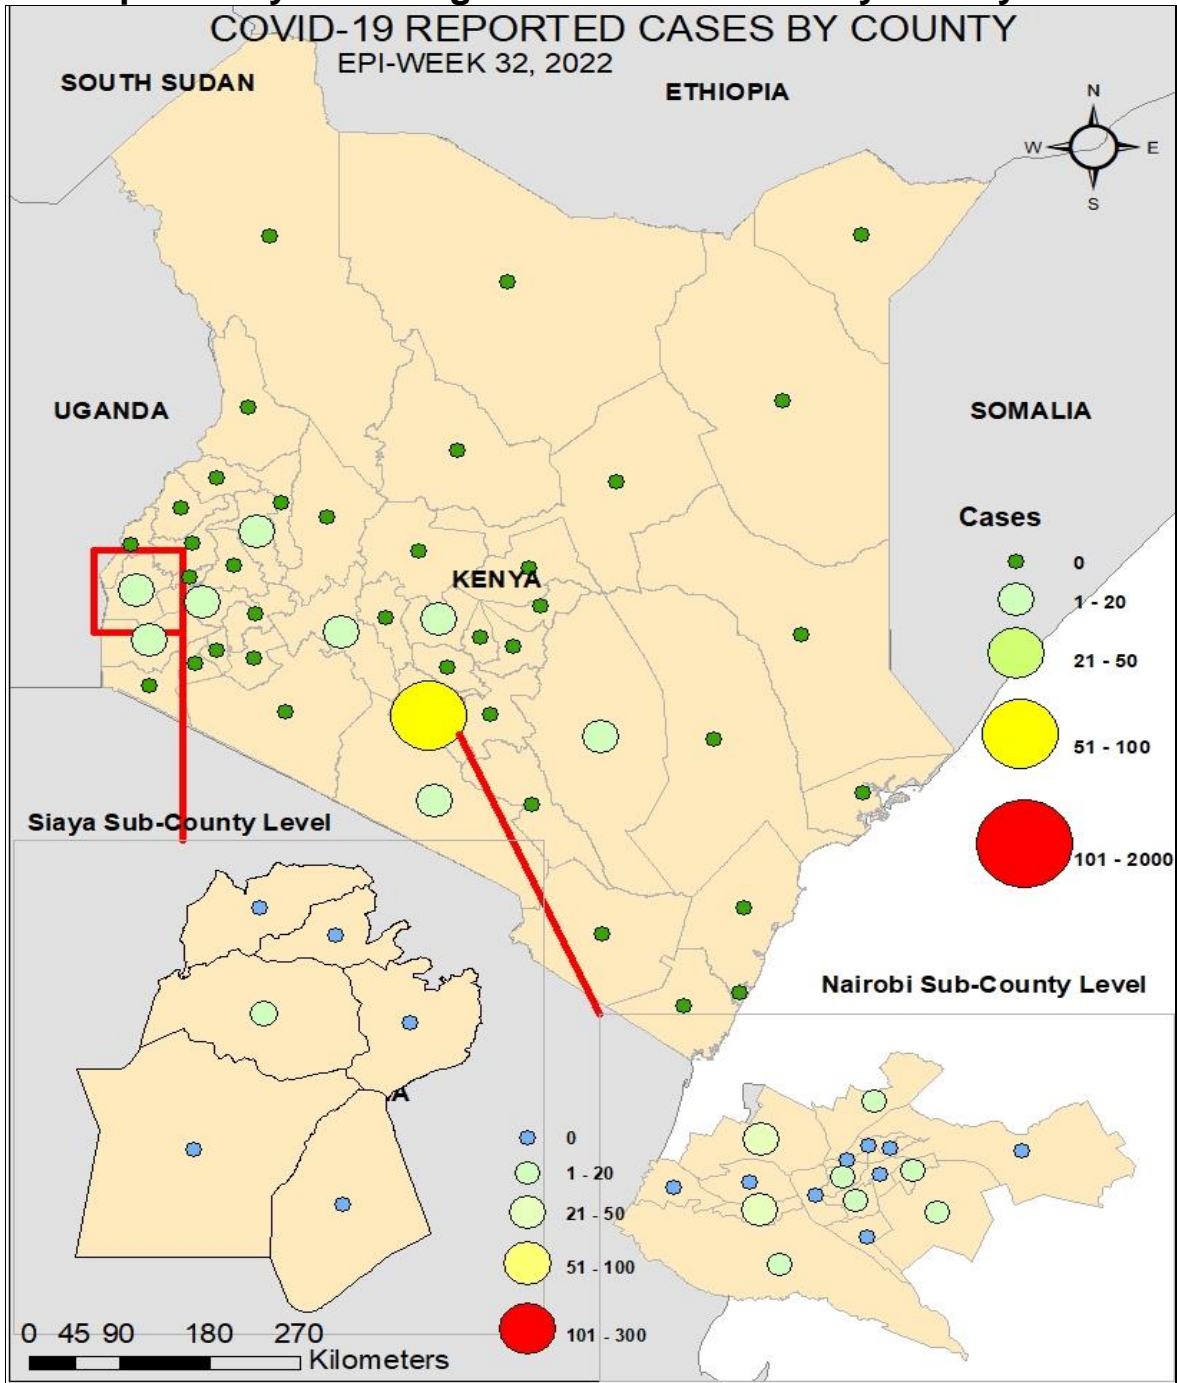 COVID-19 REPORTED CASES BY COUNTY
EPI-WEEK 32, 2022
SOUTH SUDAN
ETHIOPIA
N
W
E
S
UGANDA
SOMALIA
Cases
KENYA
0
1 - 20
21 - 50
51 - 100
101 - 2000
Siaya Sub-County Level
Nairobi Sub-County Level
A
0
1 - 20
21 - 50
51 - 100
101 - 300
0 45 90 180 270
Kilometers